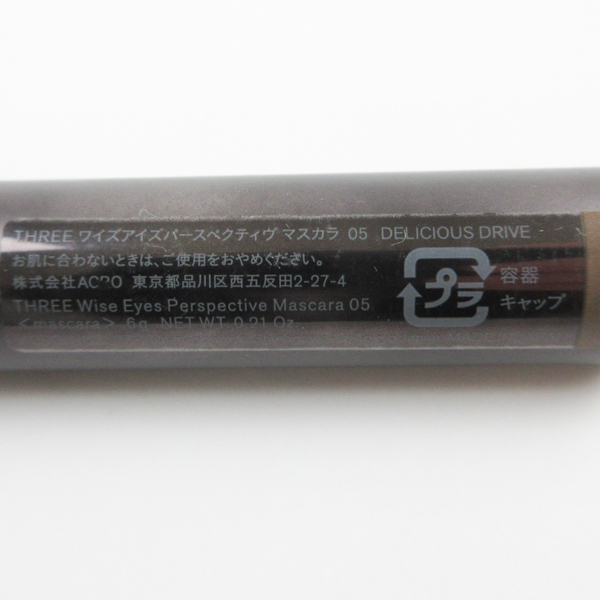 THREE ワイズアイズパースペクティヴ マスカラ 05 DELICIOUS DRIVE
お肌に合わないときは、ご使用をおやめください。
株式会社ACRO 東京都品川区西五反田2-27-4
THREE Wise Eyes Perspective Mascara 05
<mascara> 6g NET WT. 0.21 Oz.
プラ
容器
キャップ